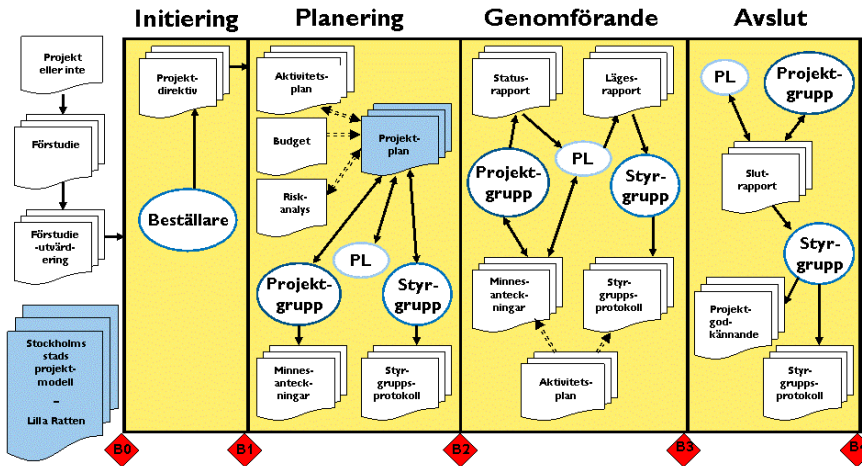 Initiering
Planering
Genomförande
Avslut
Projekt
eller inte
Förstudie
Förstudie
-utvär-
dering
Stockholms
stads
projekt-
modell
–
Lilla Ratten
Projekt-
direktiv
Beställare
Aktivitets-
plan
Budget
Risk-
analys
Projekt-
plan
PL
Projekt-
grupp
Styr-
grupp
Minnes-
anteck-
ningar
Styr-
grupps-
protokoll
Status-
rapport
Läges-
rapport
PL
Projekt-
grupp
Styr-
grupp
Minnes-
anteck-
ningar
Styr-
grupps-
protokoll
Aktivitets-
plan
PL
Projekt-
grupp
Slut-
rapport
Styr-
grupp
Projekt-
god-
kännande
Styr-
grupps-
protokoll
B0
B1
B2
B3
B4